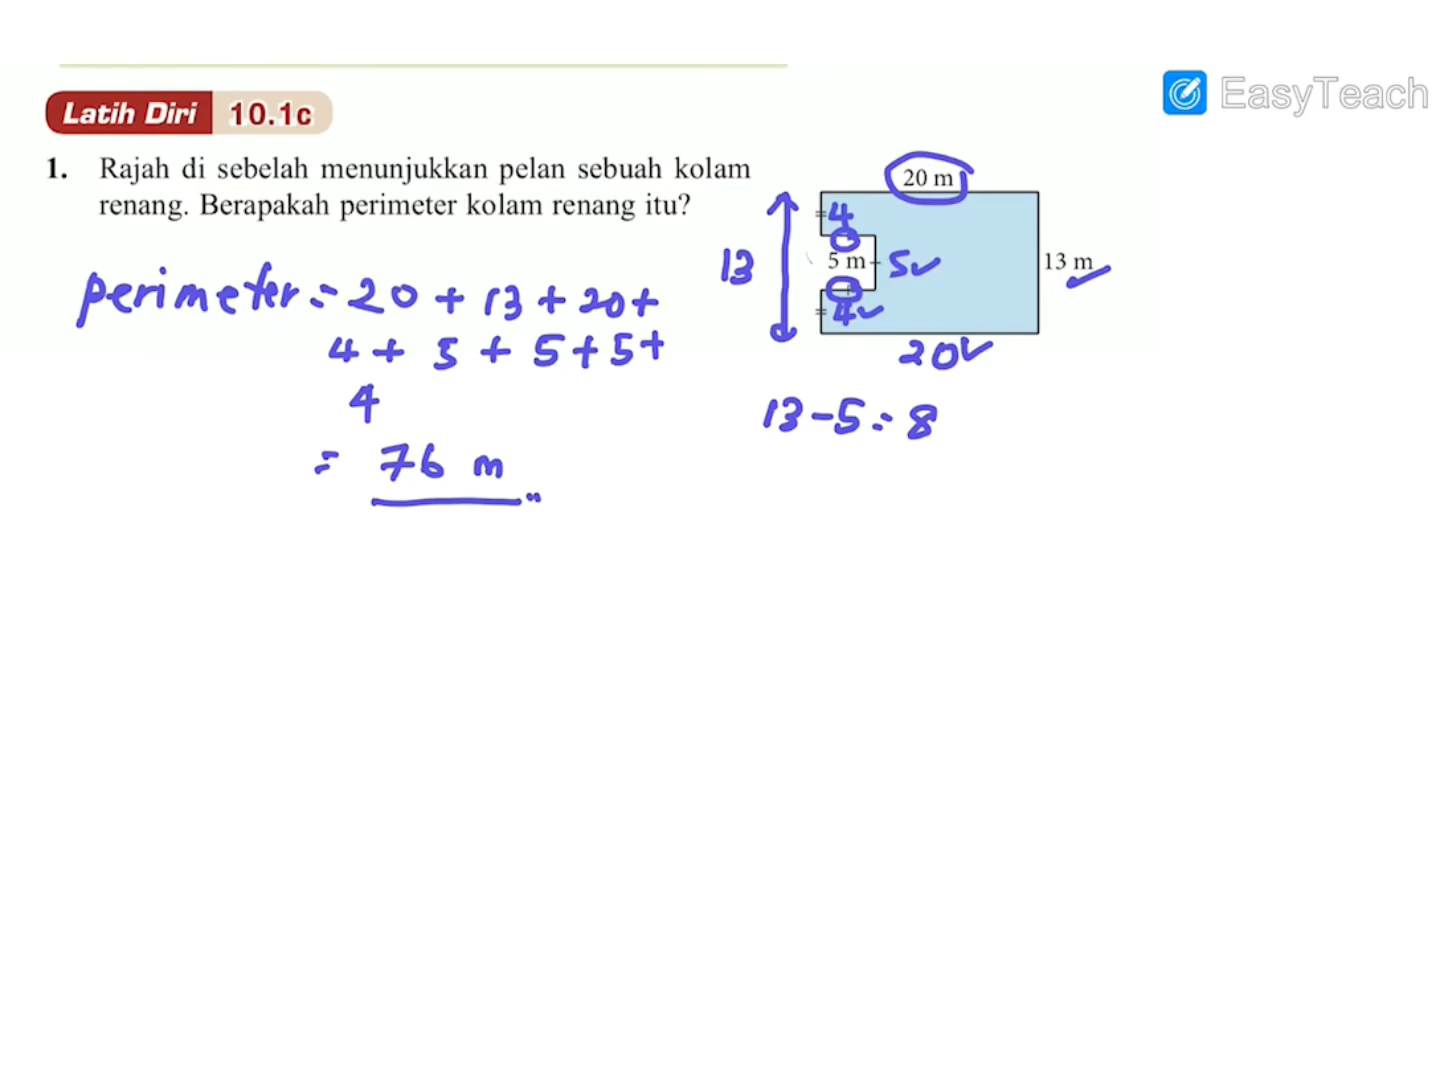 EasyTeach
Latih Diri 10.1c
1. Rajah di sebelah menunjukkan pelan sebuah kolam
renang. Berapakah perimeter kolam renang itu?
20 m
4
13
5 m
5
13 m
4
20
perimeter = 20 + 13 + 20 +
4 + 5 + 5 + 5 +
4
= 76 m
13 - 5 = 8